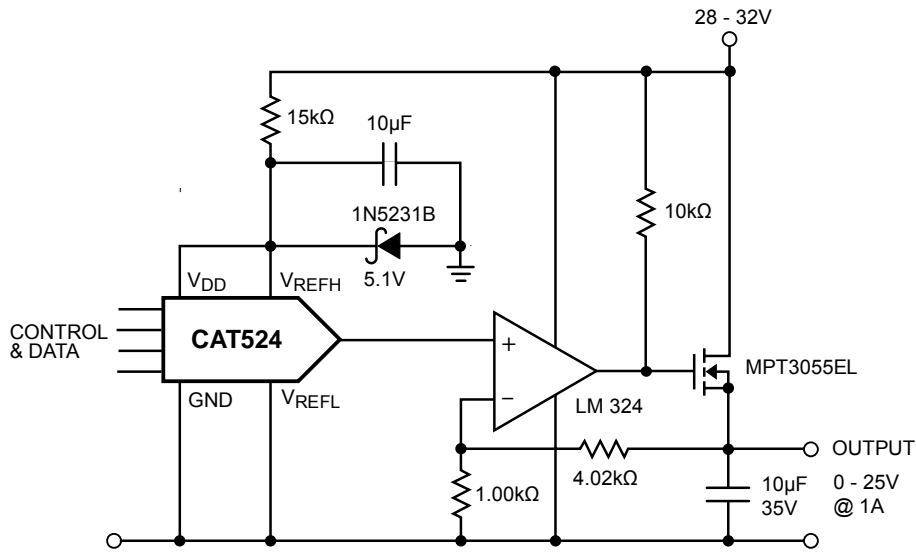 28 - 32V
15kΩ
10µF
10kΩ
1N5231B
5.1V
VDD
VREFH
CONTROL
& DATA
CAT524
+
MPT3055EL
GND
VREFL
−
LM 324
4.02kΩ
OUTPUT
1.00kΩ
10µF
35V
0 - 25V
@ 1A